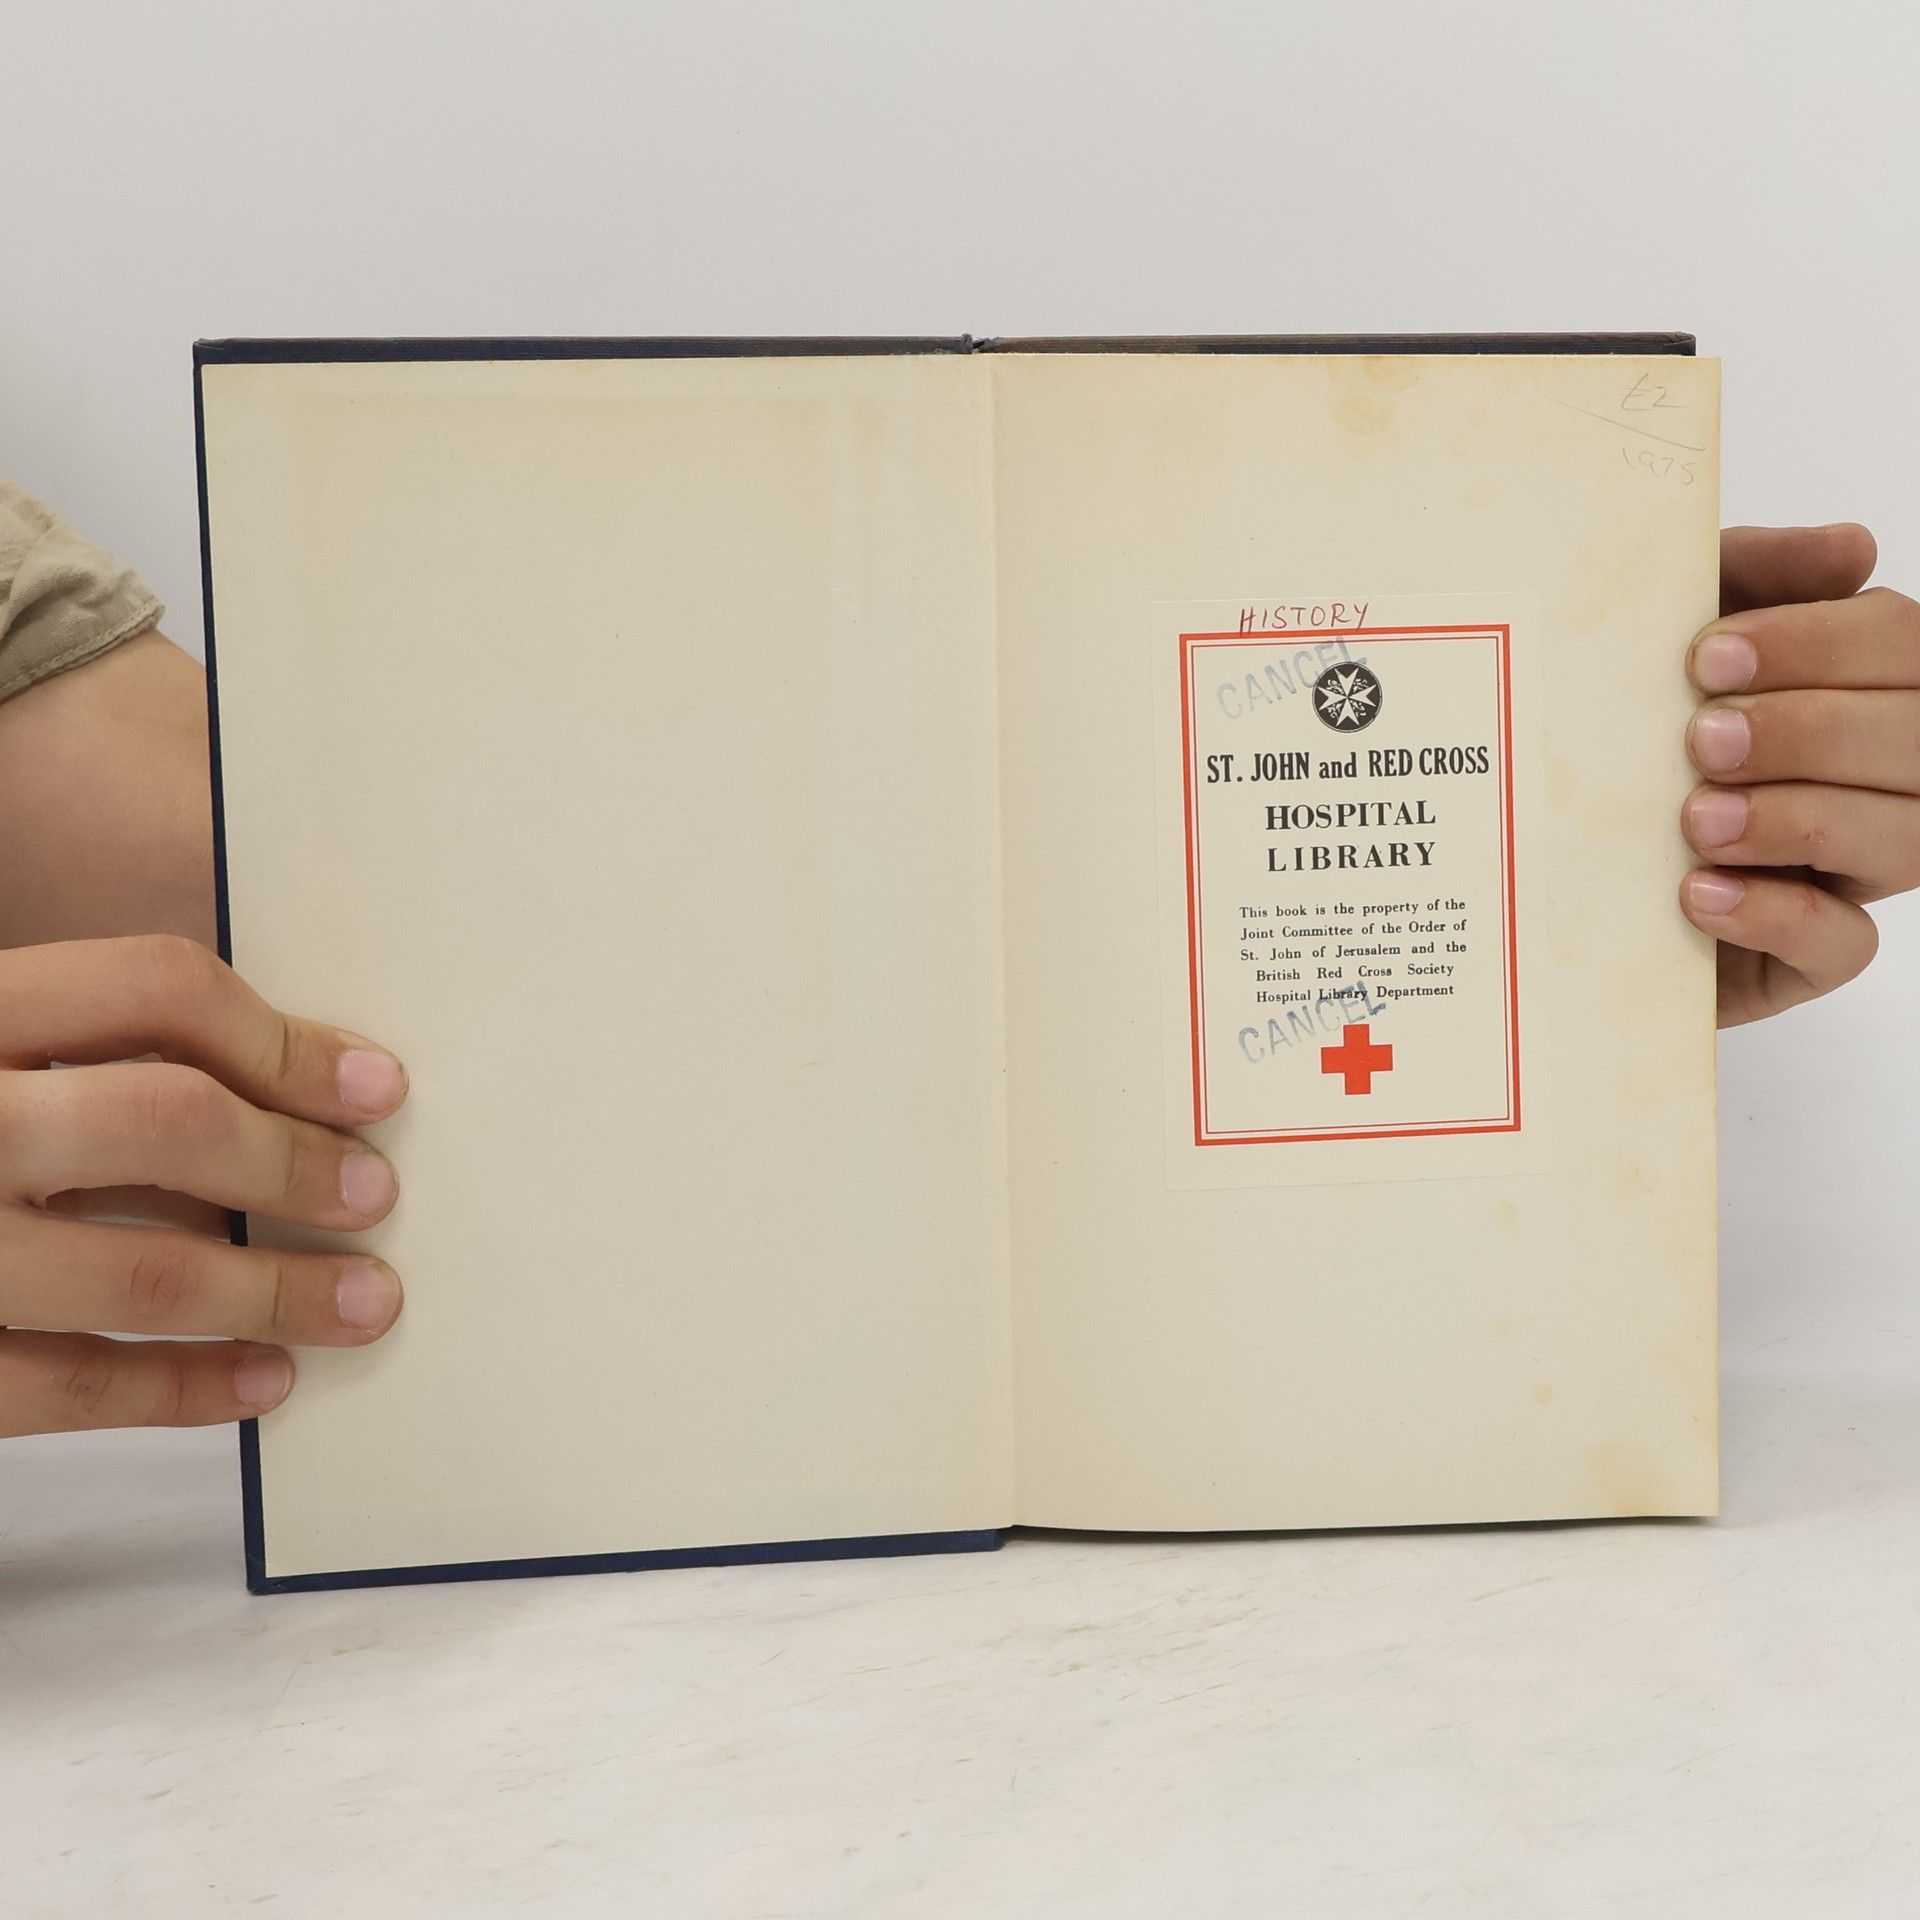 £2
1975
HISTORY
CANCEL
ST. JOHN and RED CROSS
HOSPITAL
LIBRARY
This book is the property of the
Joint Committee of the Order of
St. John of Jerusalem and the
British Red Cross Society
Hospital Library Department
CANCEL